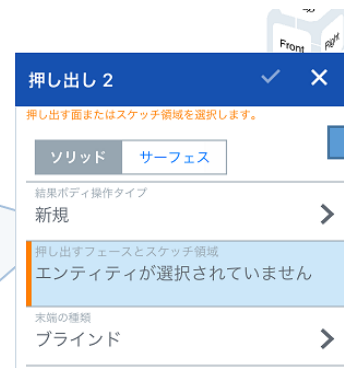 Front
Right
押し出し 2
押し出す面またはスケッチ領域を選択します。
ソリッド
サーフェス
結果ボディ操作タイプ
新規
押し出すフェースとスケッチ領域
エンティティが選択されていません
末端の種類
ブラインド